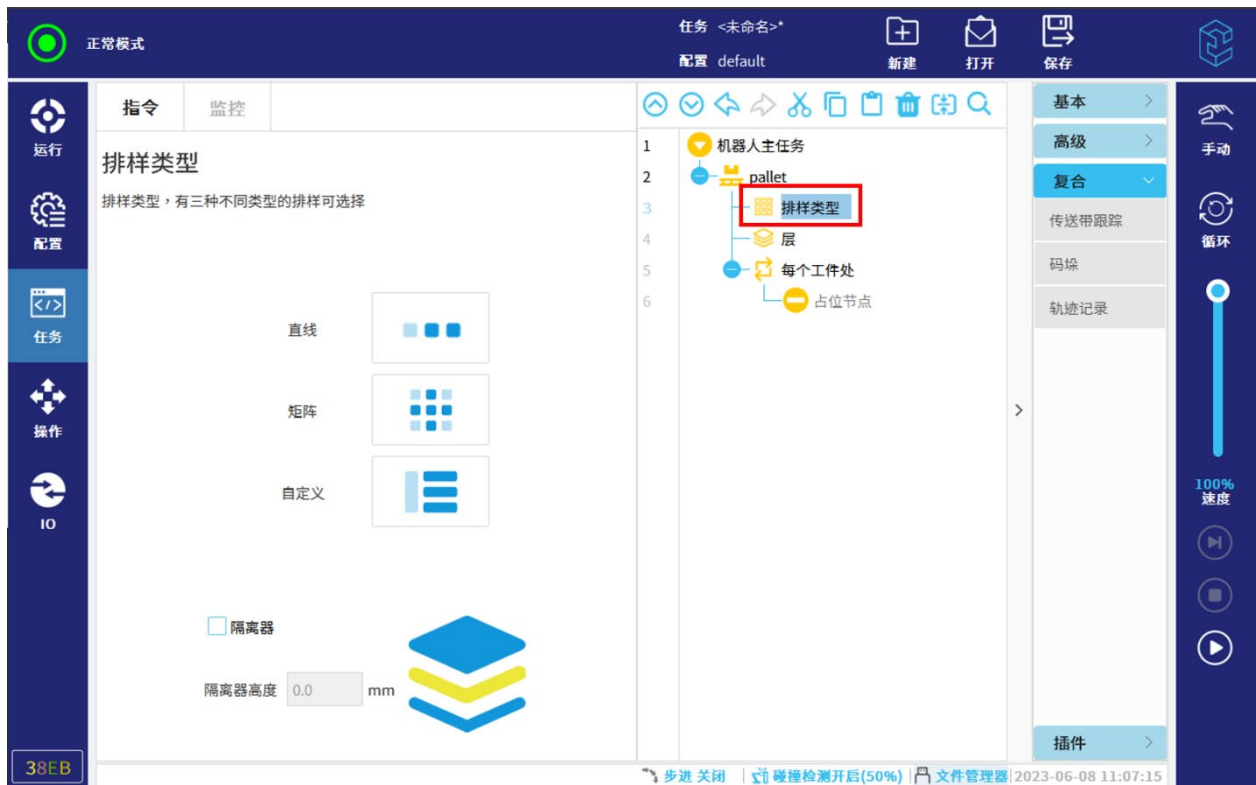 正常模式
任务 <未命名>*
配置 default
新建
打开
保存
运行
配置
任务
操作
IO
38EB
指令
监控
排样类型
排样类型，有三种不同类型的排样可选择
直线
矩阵
自定义
隔离器
隔离器高度 0.0 mm
1 机器人主任务
2 pallet
3 排样类型
4 层
5 每个工件处
6 占位节点
基本
高级
复合
传送带跟踪
码垛
轨迹记录
插件
手动
循环
100%
速度
步进 关闭 碰撞检测开启(50%) 文件管理器 2023-06-08 11:07:15